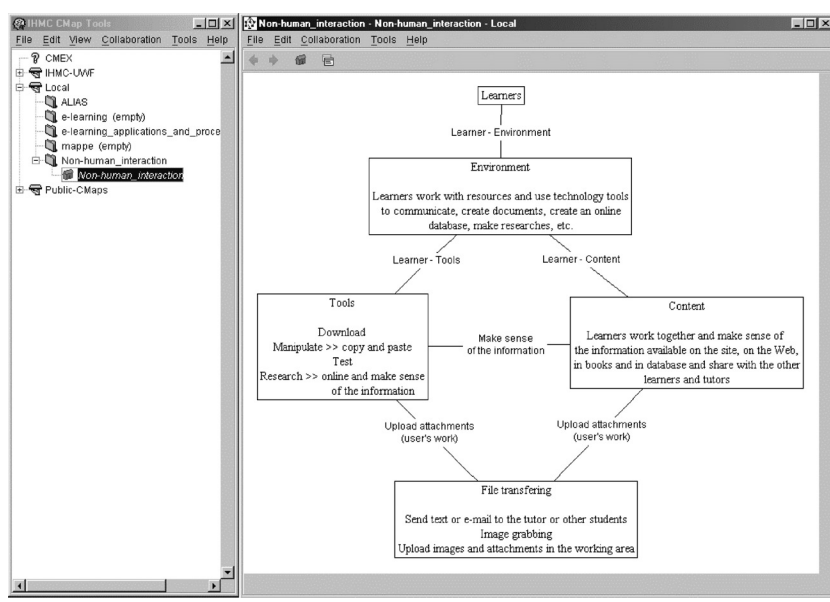 IHMC CMap Tools
File Edit View Collaboration Tools Help
CMEX
IHMC-UWF
Local
ALIAS
e-learning (empty)
e-learning_applications_and_proce
mappe (empty)
Non-human_interaction
Non-human_interaction
Public-CMaps
Non-human_interaction - Non-human_interaction - Local
File Edit Collaboration Tools Help
Learners
Learner - Environment
Environment
Learners work with resources and use technology tools
to communicate, create documents, create an online
database, make researches, etc.
Learner - Tools
Learner - Content
Tools
Download
Manipulate >> copy and paste
Test
Research >> online and make sense
of the information
Make sense
of the information
Content
Learners work together and make sense of
the information available on the site, on the Web,
in books and in database and share with the other
learners and tutors
Upload attachments
(user's work)
Upload attachments
(user's work)
File transfering
Send text or e-mail to the tutor or other students
Image grabbing
Upload images and attachments in the working area